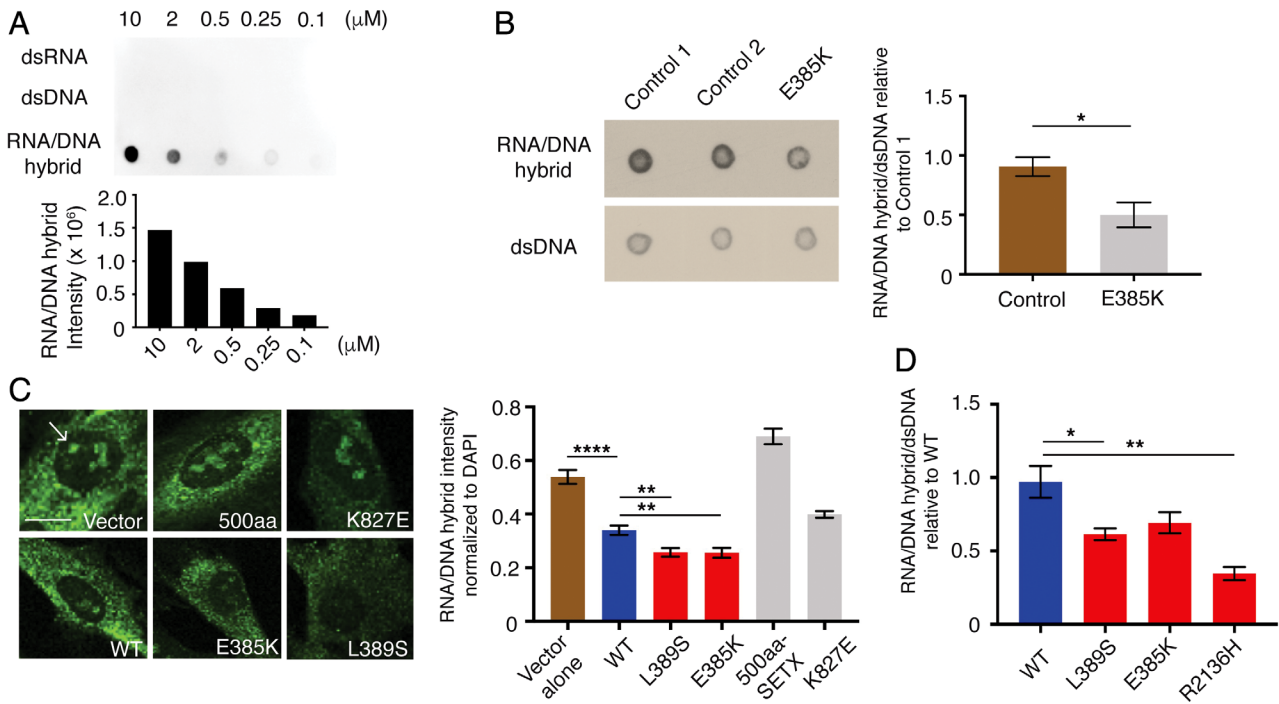 A
10 2 0.5 0.25 0.1 (μM)
dsRNA
dsDNA
RNA/DNA
hybrid
RNA/DNA hybrid
Intensity (x 10⁶)
2.0
1.5
1.0
0.5
0
10 2 0.5 0.25 0.1 (μM)
B
Control 1 Control 2 E385K
RNA/DNA
hybrid
dsDNA
RNA/DNA hybrid/dsDNA relative
to Control 1
1.5
1.0
0.5
0
*
Control E385K
C
Vector 500aa K827E
WT E385K L389S
RNA/DNA hybrid intensity
normalized to DAPI
0.8
0.6
0.4
0.2
0
****
**
**
Vector
alone
WT
L389S
E385K
500aa-
SETX
K827E
D
RNA/DNA hybrid/dsDNA
relative to WT
1.5
1.0
0.5
0
*
**
WT L389S E385K R2136H